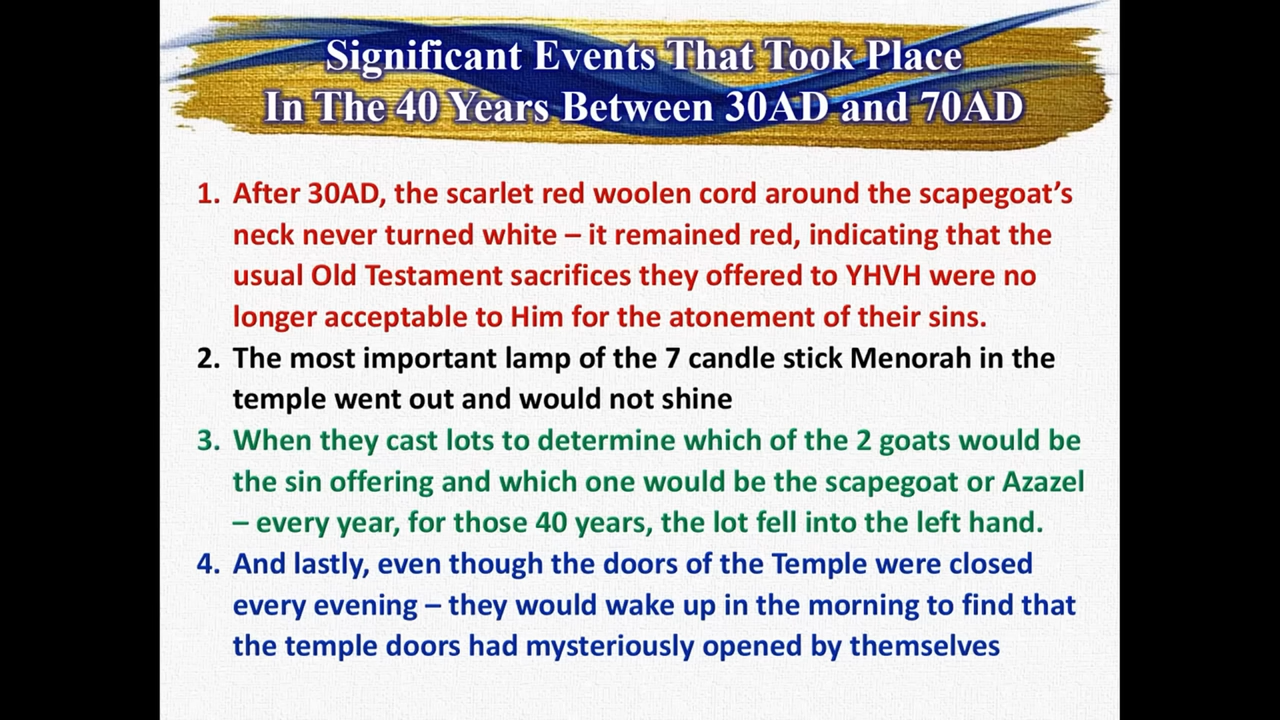 Significant Events That Took Place
In The 40 Years Between 30AD and 70AD
1. After 30AD, the scarlet red woolen cord around the scapegoat’s
neck never turned white – it remained red, indicating that the
usual Old Testament sacrifices they offered to YHVH were no
longer acceptable to Him for the atonement of their sins.
2. The most important lamp of the 7 candle stick Menorah in the
temple went out and would not shine
3. When they cast lots to determine which of the 2 goats would be
the sin offering and which one would be the scapegoat or Azazel
– every year, for those 40 years, the lot fell into the left hand.
4. And lastly, even though the doors of the Temple were closed
every evening – they would wake up in the morning to find that
the temple doors had mysteriously opened by themselves